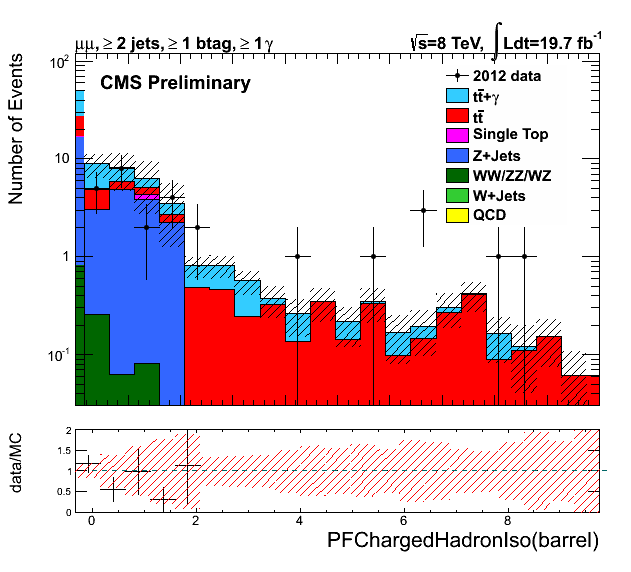 μμ, ≥ 2 jets, ≥ 1 btag, ≥ 1 γ
√s=8 TeV, ∫Ldt=19.7 fb⁻¹
Number of Events
10²
10
1
10⁻¹
CMS Preliminary
2012 data
tt̄+γ
tt̄
Single Top
Z+Jets
WW/ZZ/WZ
W+Jets
QCD
data/MC
2
1.5
1
0.5
0
0 2 4 6 8
PFChargedHadronIso(barrel)